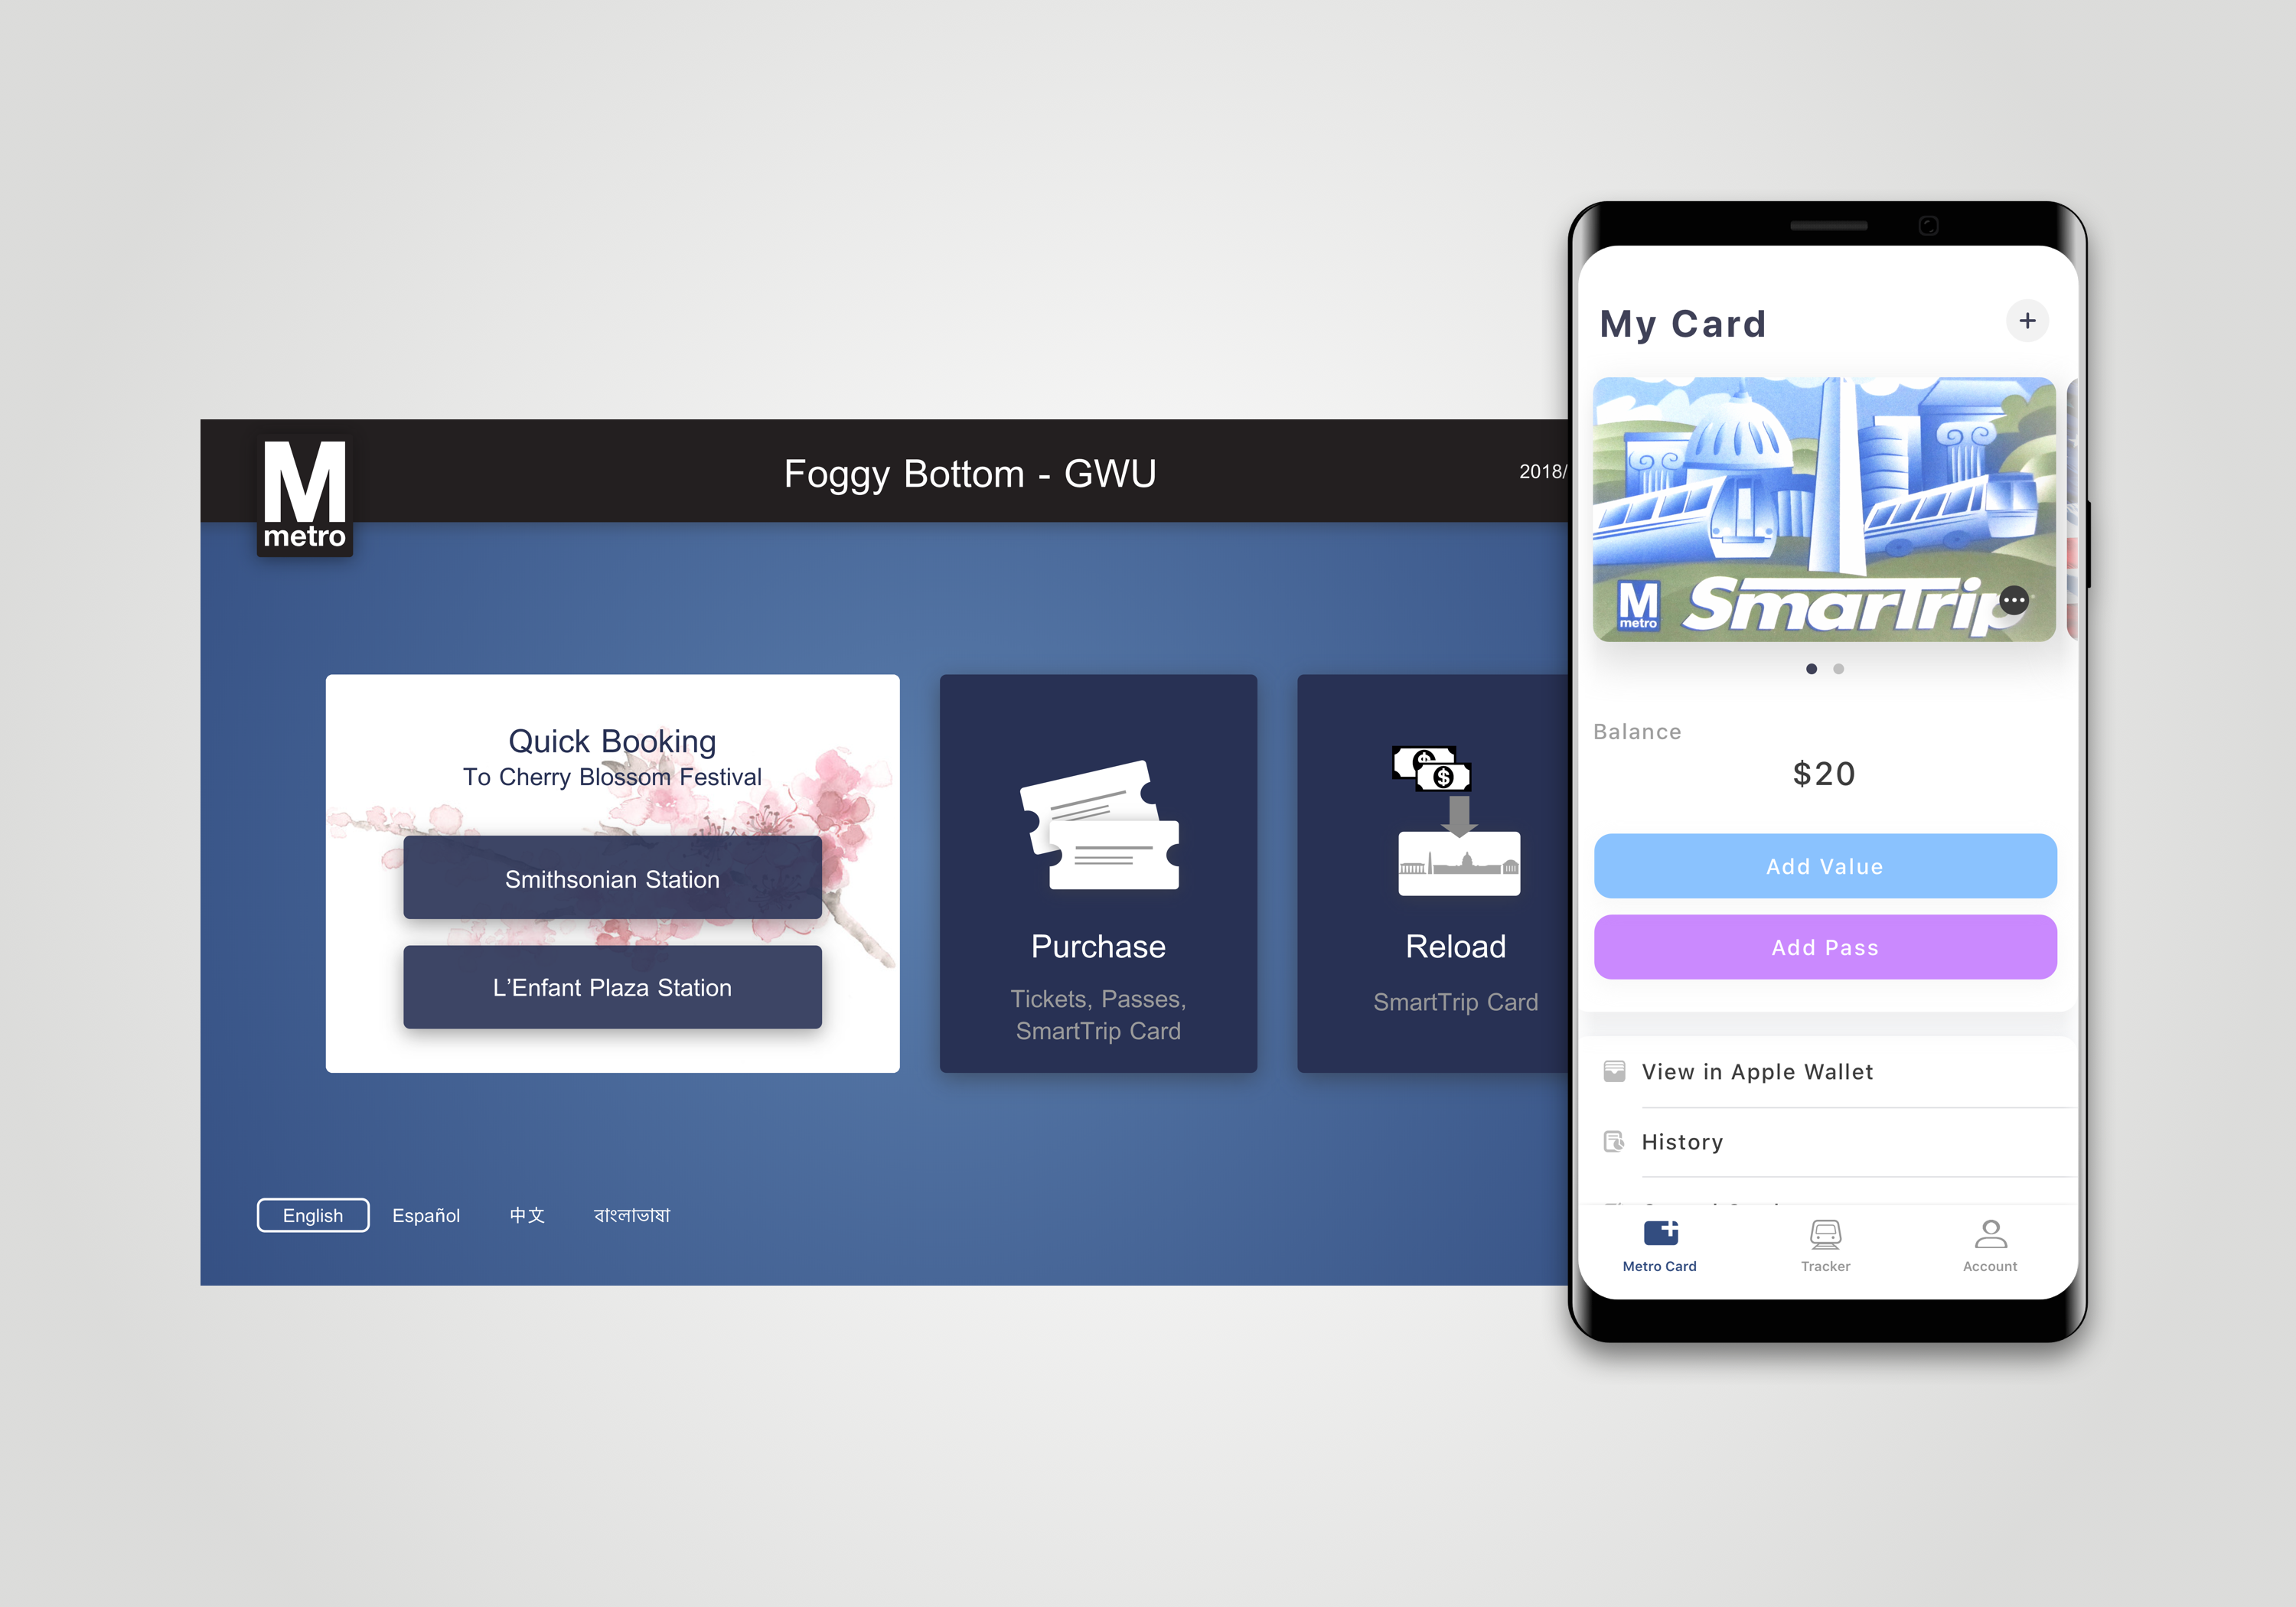 M
metro
Foggy Bottom - GWU
2018/
Quick Booking
To Cherry Blossom Festival
Smithsonian Station
L’Enfant Plaza Station
Purchase
Tickets, Passes,
SmartTrip Card
Reload
SmartTrip Card
English
Español
中文
বাংলাভাষা
My Card
M
metro
SmarTrip
Balance
$20
Add Value
Add Pass
View in Apple Wallet
History
Metro Card
Tracker
Account